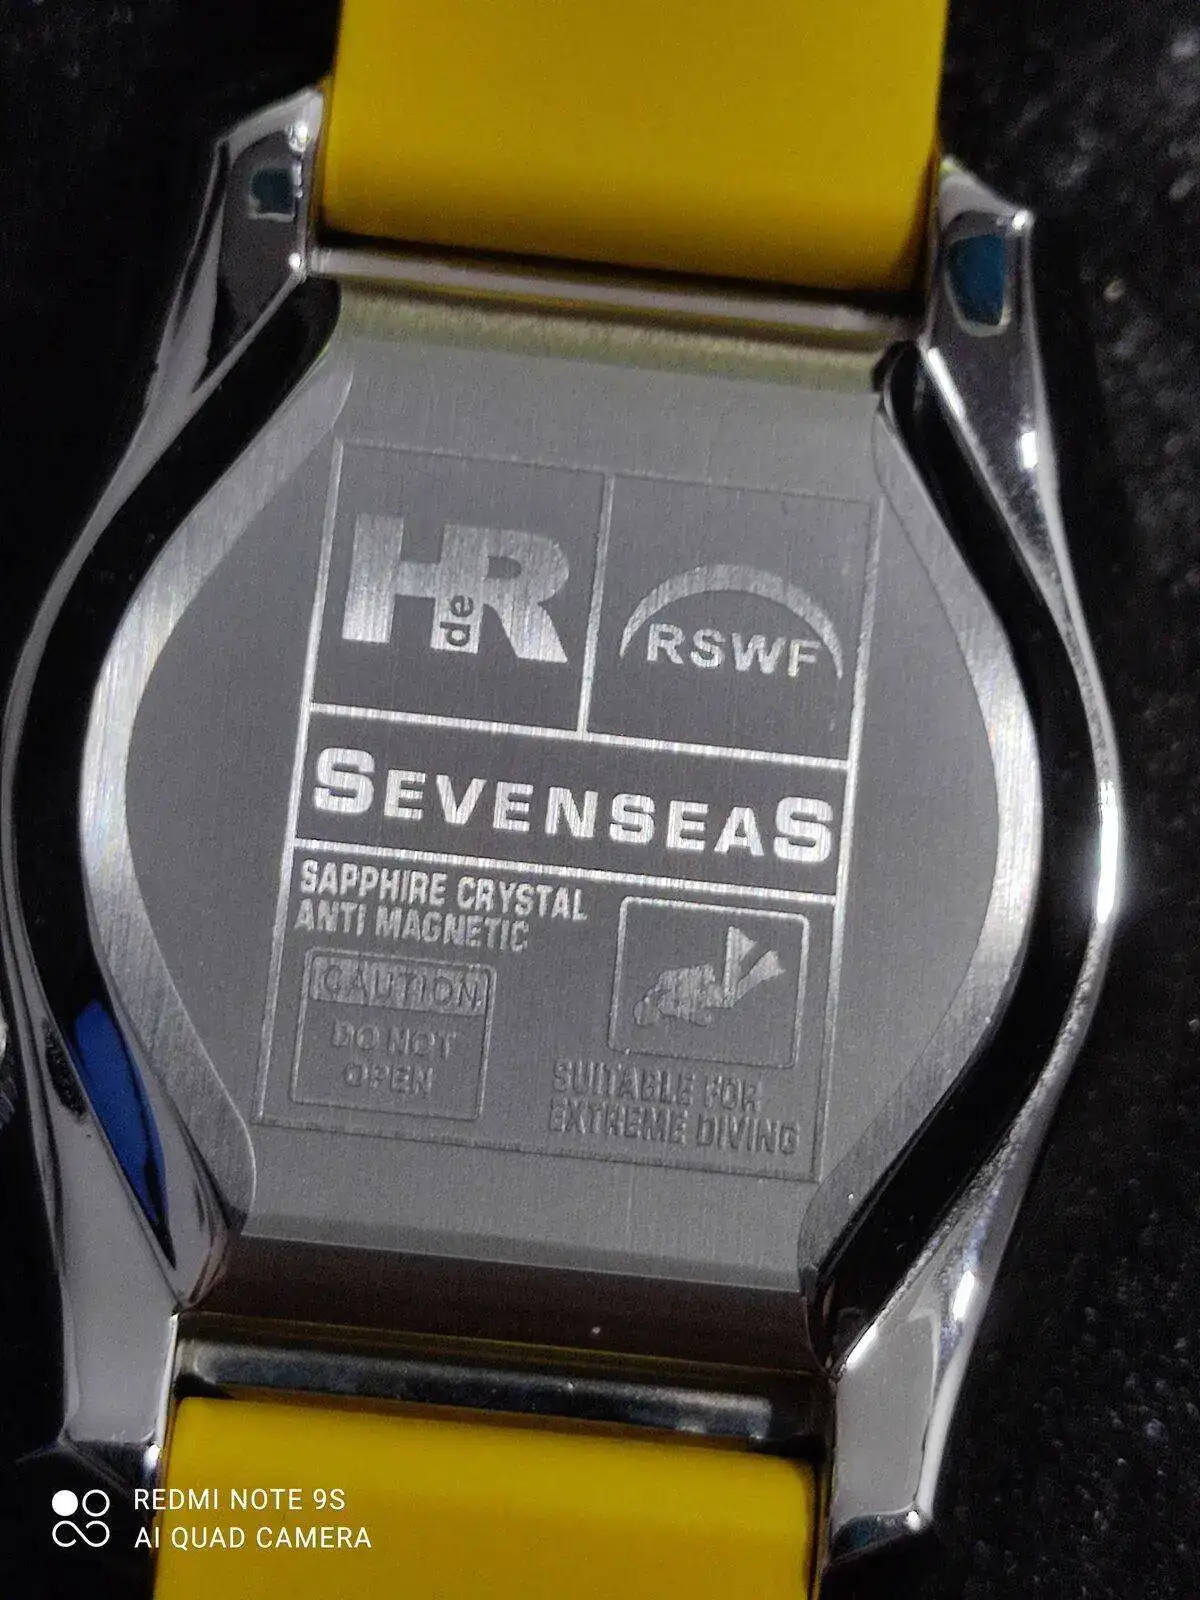 HdeR
RSWF
SEVENSEAS
SAPPHIRE CRYSTAL
ANTI MAGNETIC
CAUTION
DO NOT
OPEN
SUITABLE FOR
EXTREME DIVING
REDMI NOTE 9S
AI QUAD CAMERA